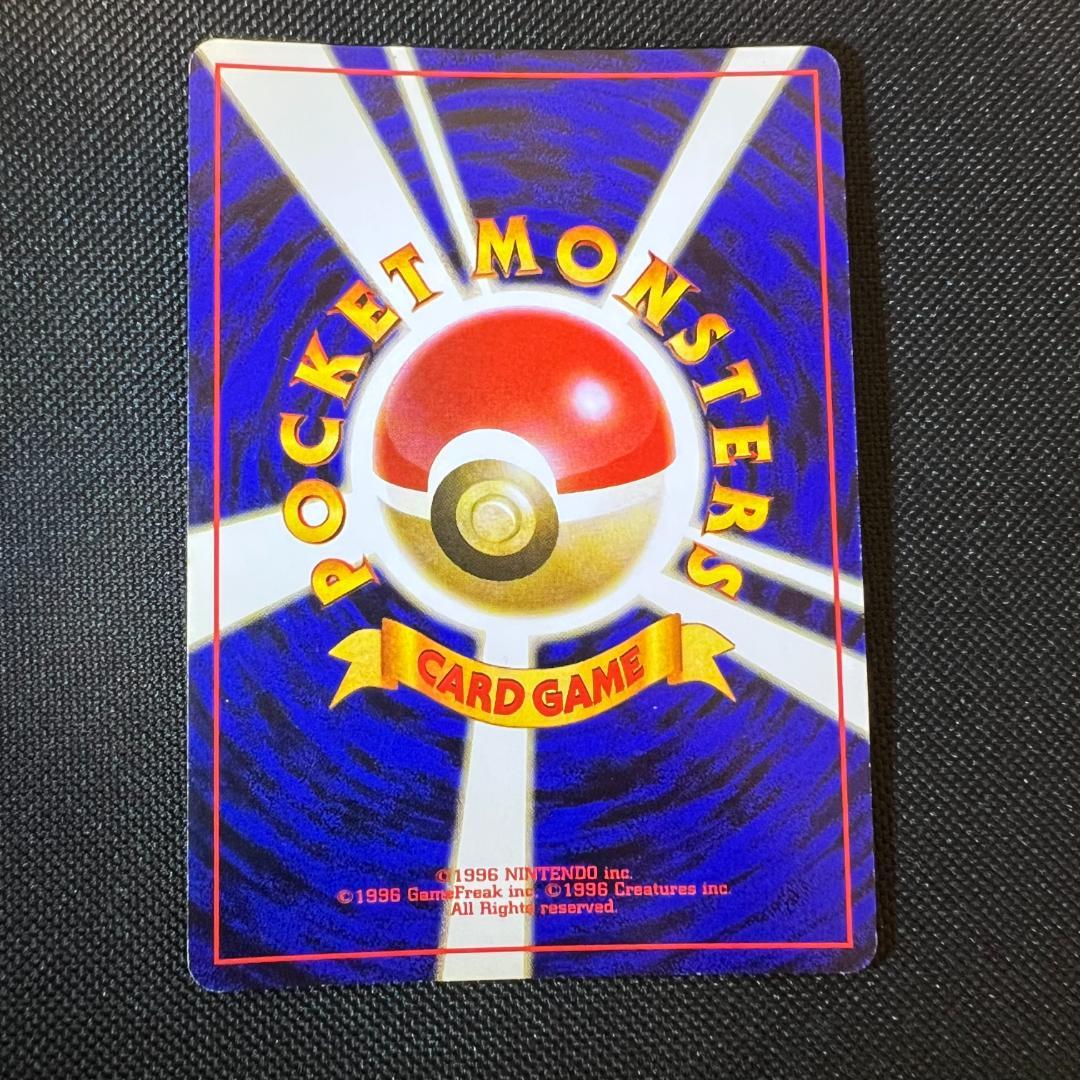 POCKET MONSTERS
CARD GAME
©1996 NINTENDO inc.
©1996 GameFreak inc. ©1996 Creatures inc.
All Rights reserved.